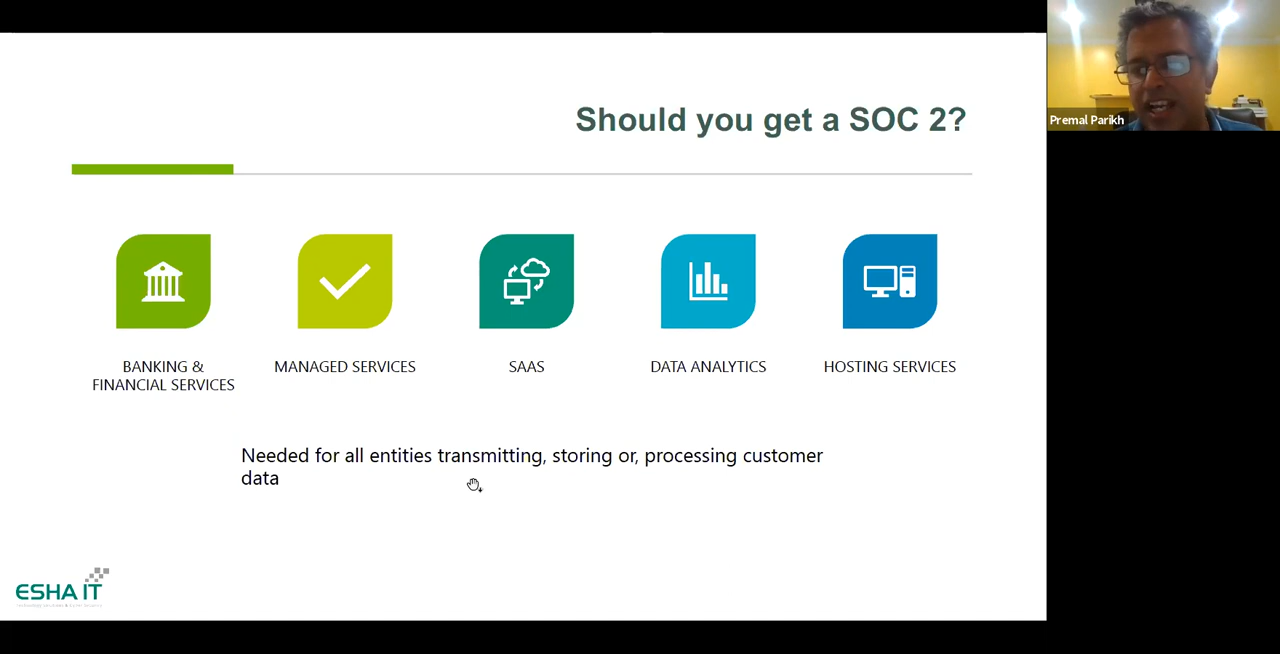 Should you get a SOC 2?
Premal Parikh
BANKING &
FINANCIAL SERVICES
MANAGED SERVICES
SAAS
DATA ANALYTICS
HOSTING SERVICES
Needed for all entities transmitting, storing or, processing customer
data
ESHA IT